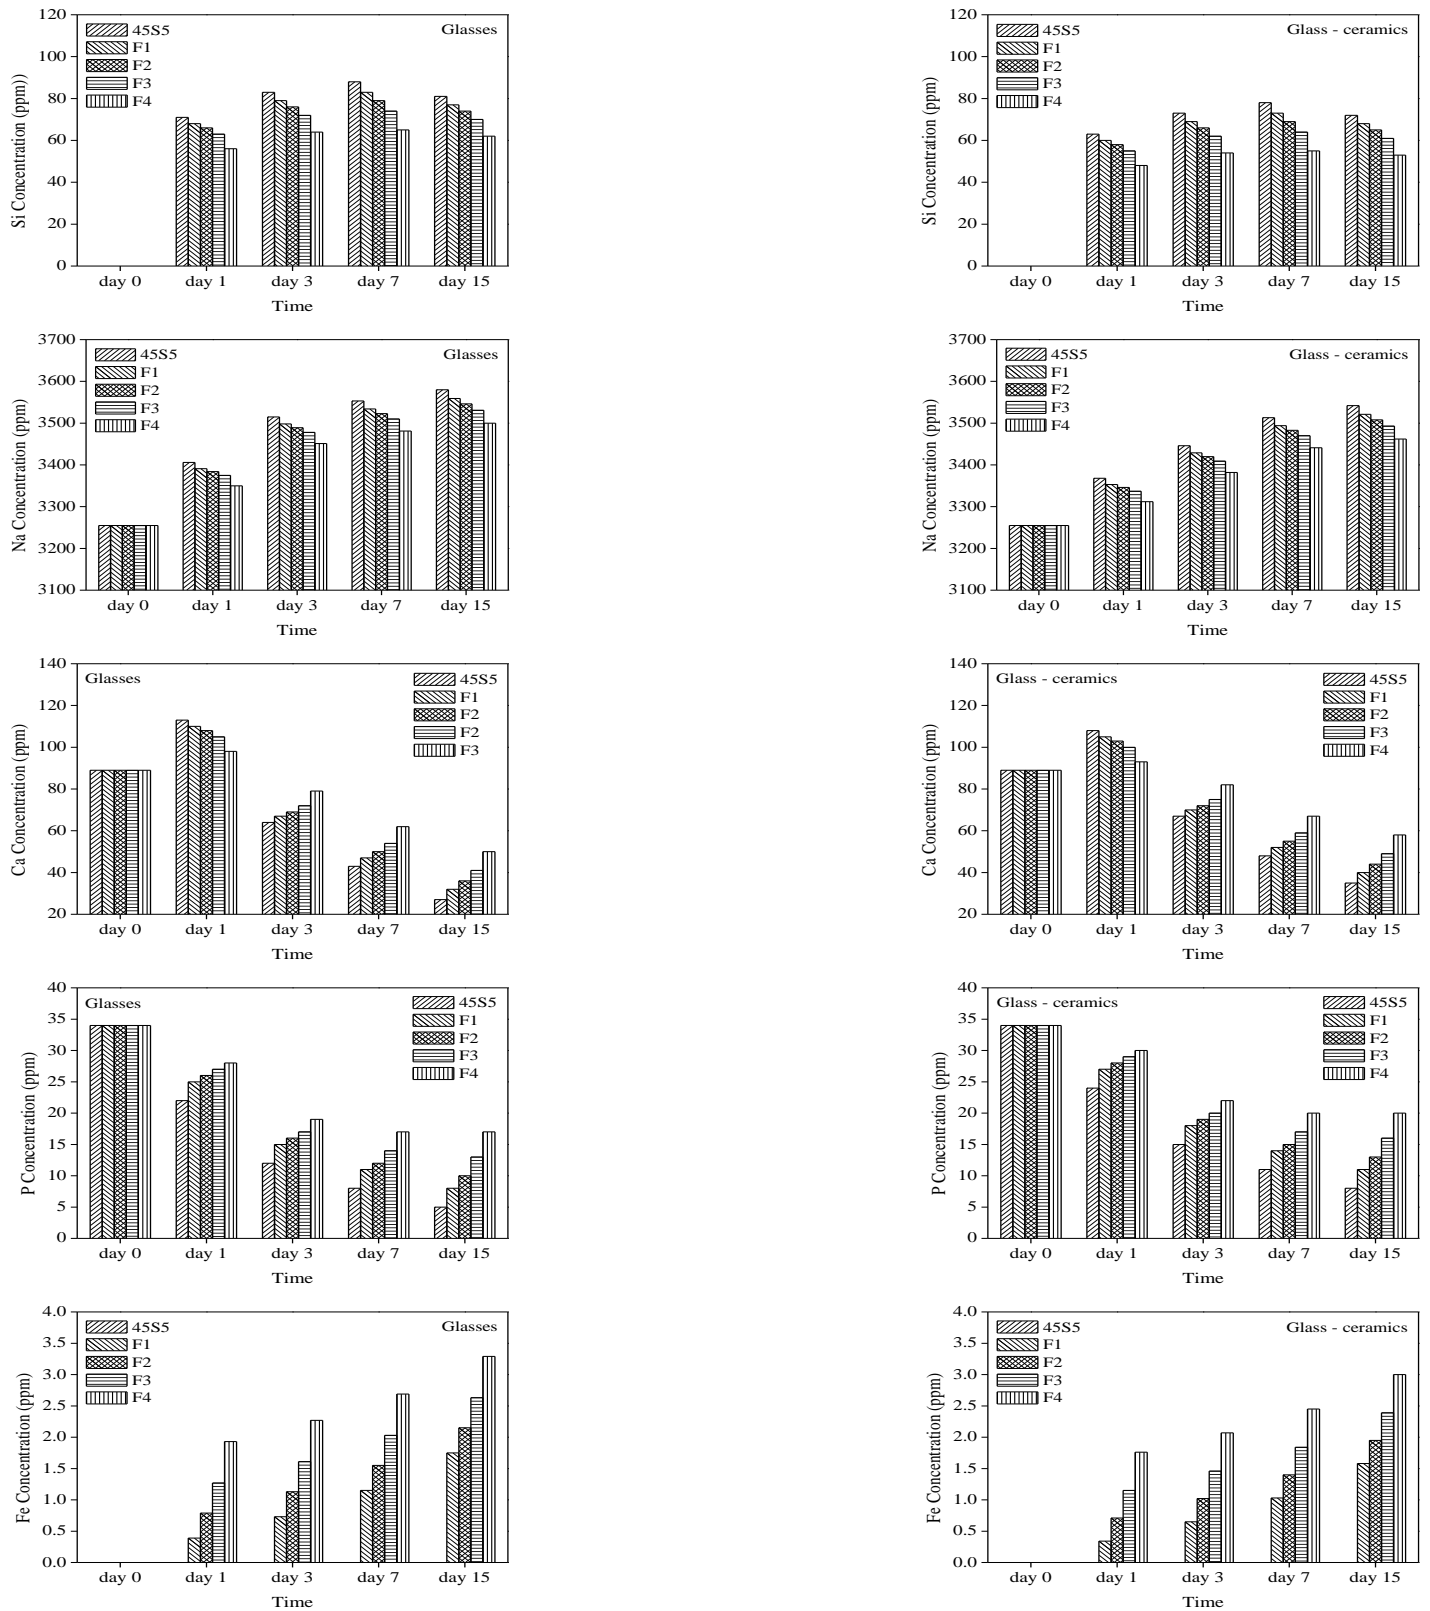 120
100
80
60
40
20
0
Si Concentration (ppm))
45S5
F1
F2
F3
F4
Glasses
day 0 day 1 day 3 day 7 day 15
Time
120
100
80
60
40
20
0
Si Concentration (ppm)
45S5
F1
F2
F3
F4
Glass - ceramics
day 0 day 1 day 3 day 7 day 15
Time
3700
3600
3500
3400
3300
3200
3100
Na Concentration (ppm)
45S5
F1
F2
F3
F4
Glasses
day 0 day 1 day 3 day 7 day 15
Time
3700
3600
3500
3400
3300
3200
3100
Na Concentration (ppm)
45S5
F1
F2
F3
F4
Glass - ceramics
day 0 day 1 day 3 day 7 day 15
Time
140
120
100
80
60
40
20
Ca Concentration (ppm)
Glasses
45S5
F1
F2
F2
F3
day 0 day 1 day 3 day 7 day 15
Time
140
120
100
80
60
40
20
Ca Concentration (ppm)
Glass - ceramics
45S5
F1
F2
F3
F4
day 0 day 1 day 3 day 7 day 15
Time
40
35
30
25
20
15
10
5
0
P Concentration (ppm)
Glasses
45S5
F1
F2
F3
F4
day 0 day 1 day 3 day 7 day 15
Time
40
35
30
25
20
15
10
5
0
P Concentration (ppm)
Glass - ceramics
45S5
F1
F2
F3
F4
day 0 day 1 day 3 day 7 day 15
Time
4.0
3.5
3.0
2.5
2.0
1.5
1.0
0.5
0.0
Fe Concentration (ppm)
45S5
F1
F2
F3
F4
Glasses
day 0 day 1 day 3 day 7 day 15
Time
4.0
3.5
3.0
2.5
2.0
1.5
1.0
0.5
0.0
Fe Concentration (ppm)
45S5
F1
F2
F3
F4
Glass - ceramics
day 0 day 1 day 3 day 7 day 15
Time